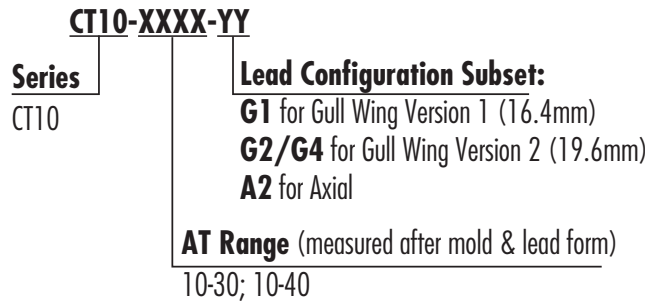 CT10-XXXX-YY
Series
CT10
Lead Configuration Subset:
G1 for Gull Wing Version 1 (16.4mm)
G2/G4 for Gull Wing Version 2 (19.6mm)
A2 for Axial
AT Range (measured after mold & lead form)
10-30; 10-40